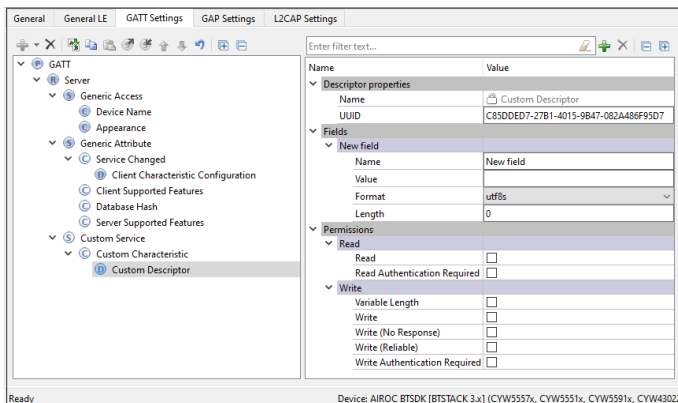 General General LE GATT Settings GAP Settings L2CAP Settings
Enter filter text...
P GATT
R Server
S Generic Access
C Device Name
C Appearance
S Generic Attribute
C Service Changed
D Client Characteristic Configuration
C Client Supported Features
C Database Hash
C Server Supported Features
S Custom Service
C Custom Characteristic
D Custom Descriptor
Name Value
Descriptor properties
Name Custom Descriptor
UUID C85DDED7-27B1-4015-9B47-082A486F95D7
Fields
New field
Name New field
Value
Format utf8s
Length 0
Permissions
Read
Read
Read Authentication Required
Write
Variable Length
Write
Write (No Response)
Write (Reliable)
Write Authentication Required
Ready Device: AIROC BTSDK [BTSTACK 3.x] (CYW5557x, CYW5551x, CYW5591x, CYW4302